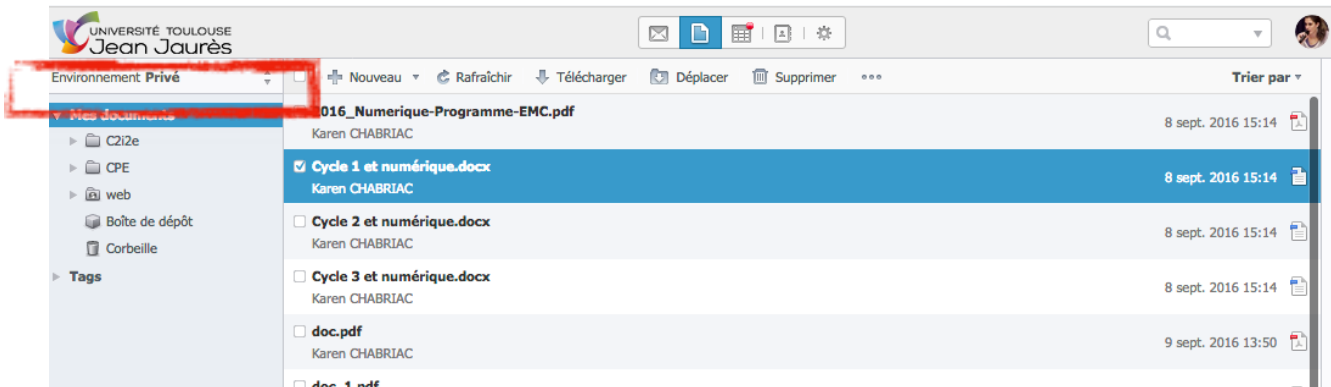 UNIVERSITÉ TOULOUSE
Jean Jaurès
Environnement Privé
Nouveau Rafraîchir Télécharger Déplacer Supprimer Trier par
Mes documents
C2i2e
CPE
web
Boîte de dépôt
Corbeille
Tags
2016_Numerique-Programme-EMC.pdf
Karen CHABRIAC
8 sept. 2016 15:14
Cycle 1 et numérique.docx
Karen CHABRIAC
8 sept. 2016 15:14
Cycle 2 et numérique.docx
Karen CHABRIAC
8 sept. 2016 15:14
Cycle 3 et numérique.docx
Karen CHABRIAC
8 sept. 2016 15:14
doc.pdf
Karen CHABRIAC
9 sept. 2016 13:50
doc_1.pdf